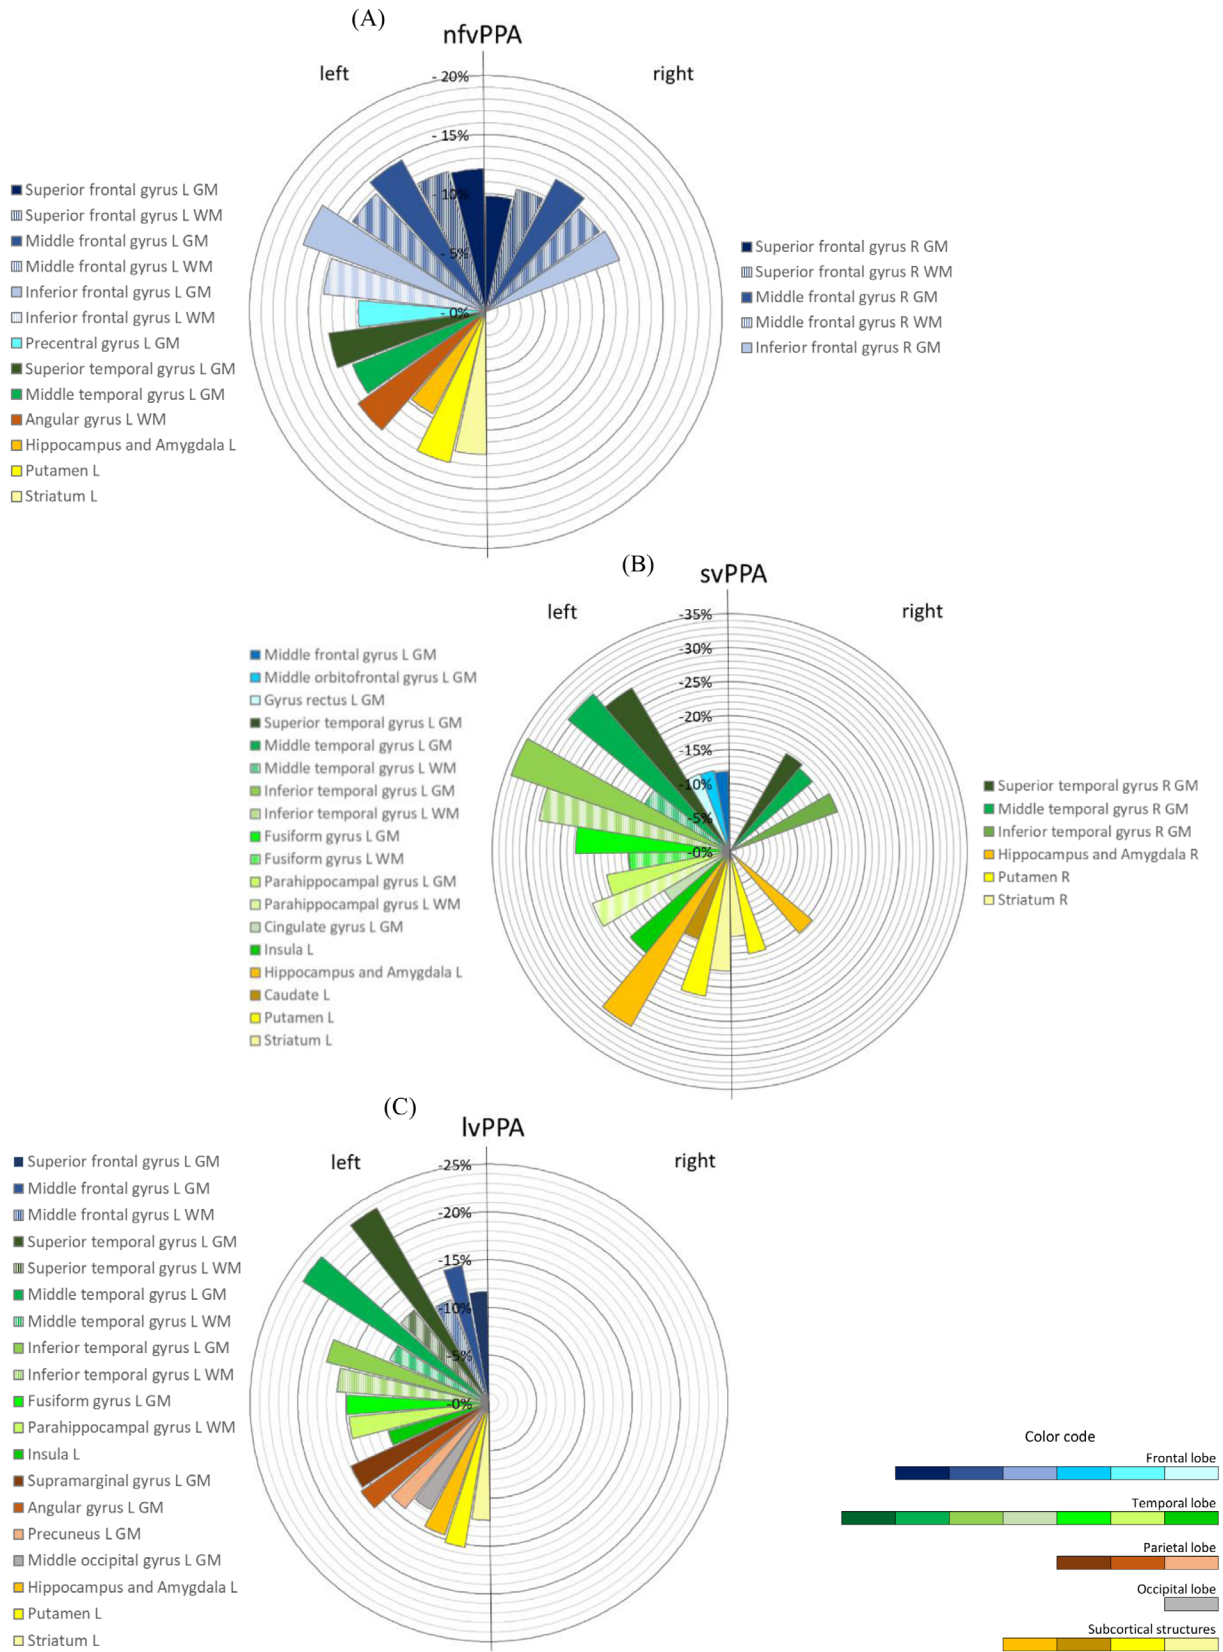 (A)
nfvPPA
left
right
- 20%
- 15%
- 10%
- 5%
- 0%
Superior frontal gyrus L GM
Superior frontal gyrus L WM
Middle frontal gyrus L GM
Middle frontal gyrus L WM
Inferior frontal gyrus L GM
Inferior frontal gyrus L WM
Precentral gyrus L GM
Superior temporal gyrus L GM
Middle temporal gyrus L GM
Angular gyrus L WM
Hippocampus and Amygdala L
Putamen L
Striatum L
Superior frontal gyrus R GM
Superior frontal gyrus R WM
Middle frontal gyrus R GM
Middle frontal gyrus R WM
Inferior frontal gyrus R GM
(B)
svPPA
left
right
-35%
-30%
-25%
-20%
-15%
-10%
-5%
-0%
Middle frontal gyrus L GM
Middle orbitofrontal gyrus L GM
Gyrus rectus L GM
Superior temporal gyrus L GM
Middle temporal gyrus L GM
Middle temporal gyrus L WM
Inferior temporal gyrus L GM
Inferior temporal gyrus L WM
Fusiform gyrus L GM
Fusiform gyrus L WM
Parahippocampal gyrus L GM
Parahippocampal gyrus L WM
Cingulate gyrus L GM
Insula L
Hippocampus and Amygdala L
Caudate L
Putamen L
Striatum L
Superior temporal gyrus R GM
Middle temporal gyrus R GM
Inferior temporal gyrus R GM
Hippocampus and Amygdala R
Putamen R
Striatum R
(C)
lvPPA
left
right
-25%
-20%
-15%
-10%
-5%
-0%
Superior frontal gyrus L GM
Middle frontal gyrus L GM
Middle frontal gyrus L WM
Superior temporal gyrus L GM
Superior temporal gyrus L WM
Middle temporal gyrus L GM
Middle temporal gyrus L WM
Inferior temporal gyrus L GM
Inferior temporal gyrus L WM
Fusiform gyrus L GM
Parahippocampal gyrus L WM
Insula L
Supramarginal gyrus L GM
Angular gyrus L GM
Precuneus L GM
Middle occipital gyrus L GM
Hippocampus and Amygdala L
Putamen L
Striatum L
Color code
Frontal lobe
Temporal lobe
Parietal lobe
Occipital lobe
Subcortical structures